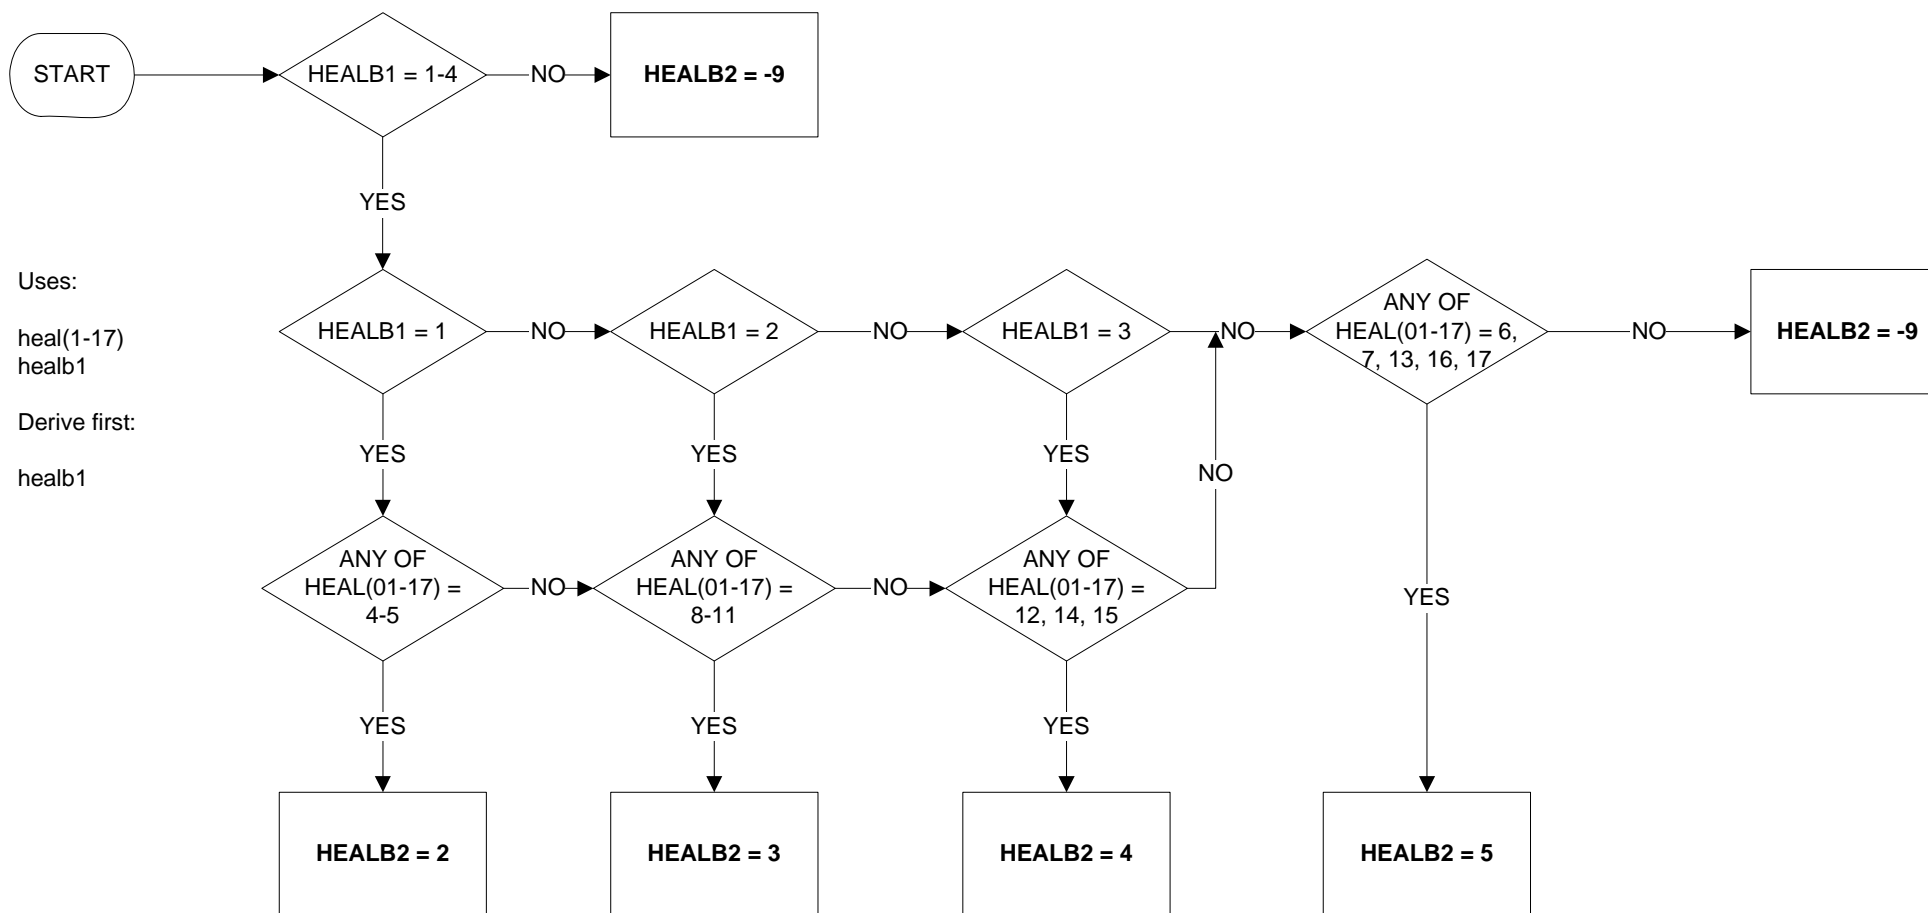 START
HEALB1 = 1-4
NO
HEALB2 = -9
YES
Uses:
heal(1-17)
healb1
Derive first:
healb1
HEALB1 = 1
NO
HEALB1 = 2
NO
HEALB1 = 3
NO
ANY OF
HEAL(01-17) = 6,
7, 13, 16, 17
NO
HEALB2 = -9
YES
YES
YES
NO
ANY OF
HEAL(01-17) =
4-5
NO
ANY OF
HEAL(01-17) =
8-11
NO
ANY OF
HEAL(01-17) =
12, 14, 15
YES
YES
YES
YES
HEALB2 = 2
HEALB2 = 3
HEALB2 = 4
HEALB2 = 5